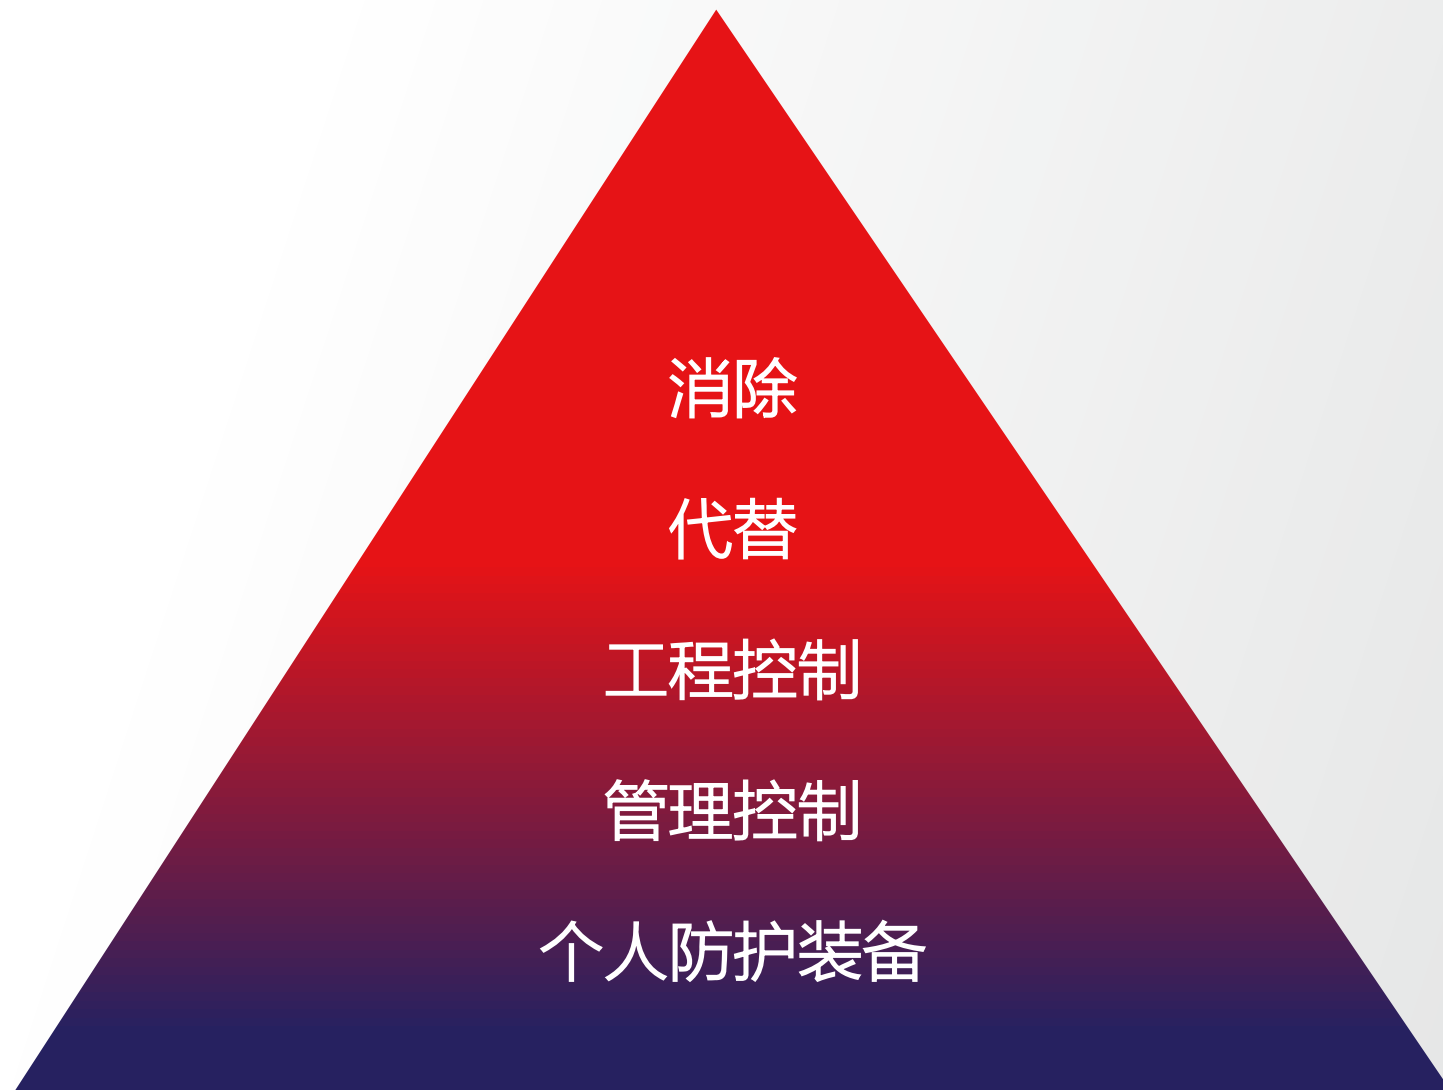 消除
代替
工程控制
管理控制
个人防护装备